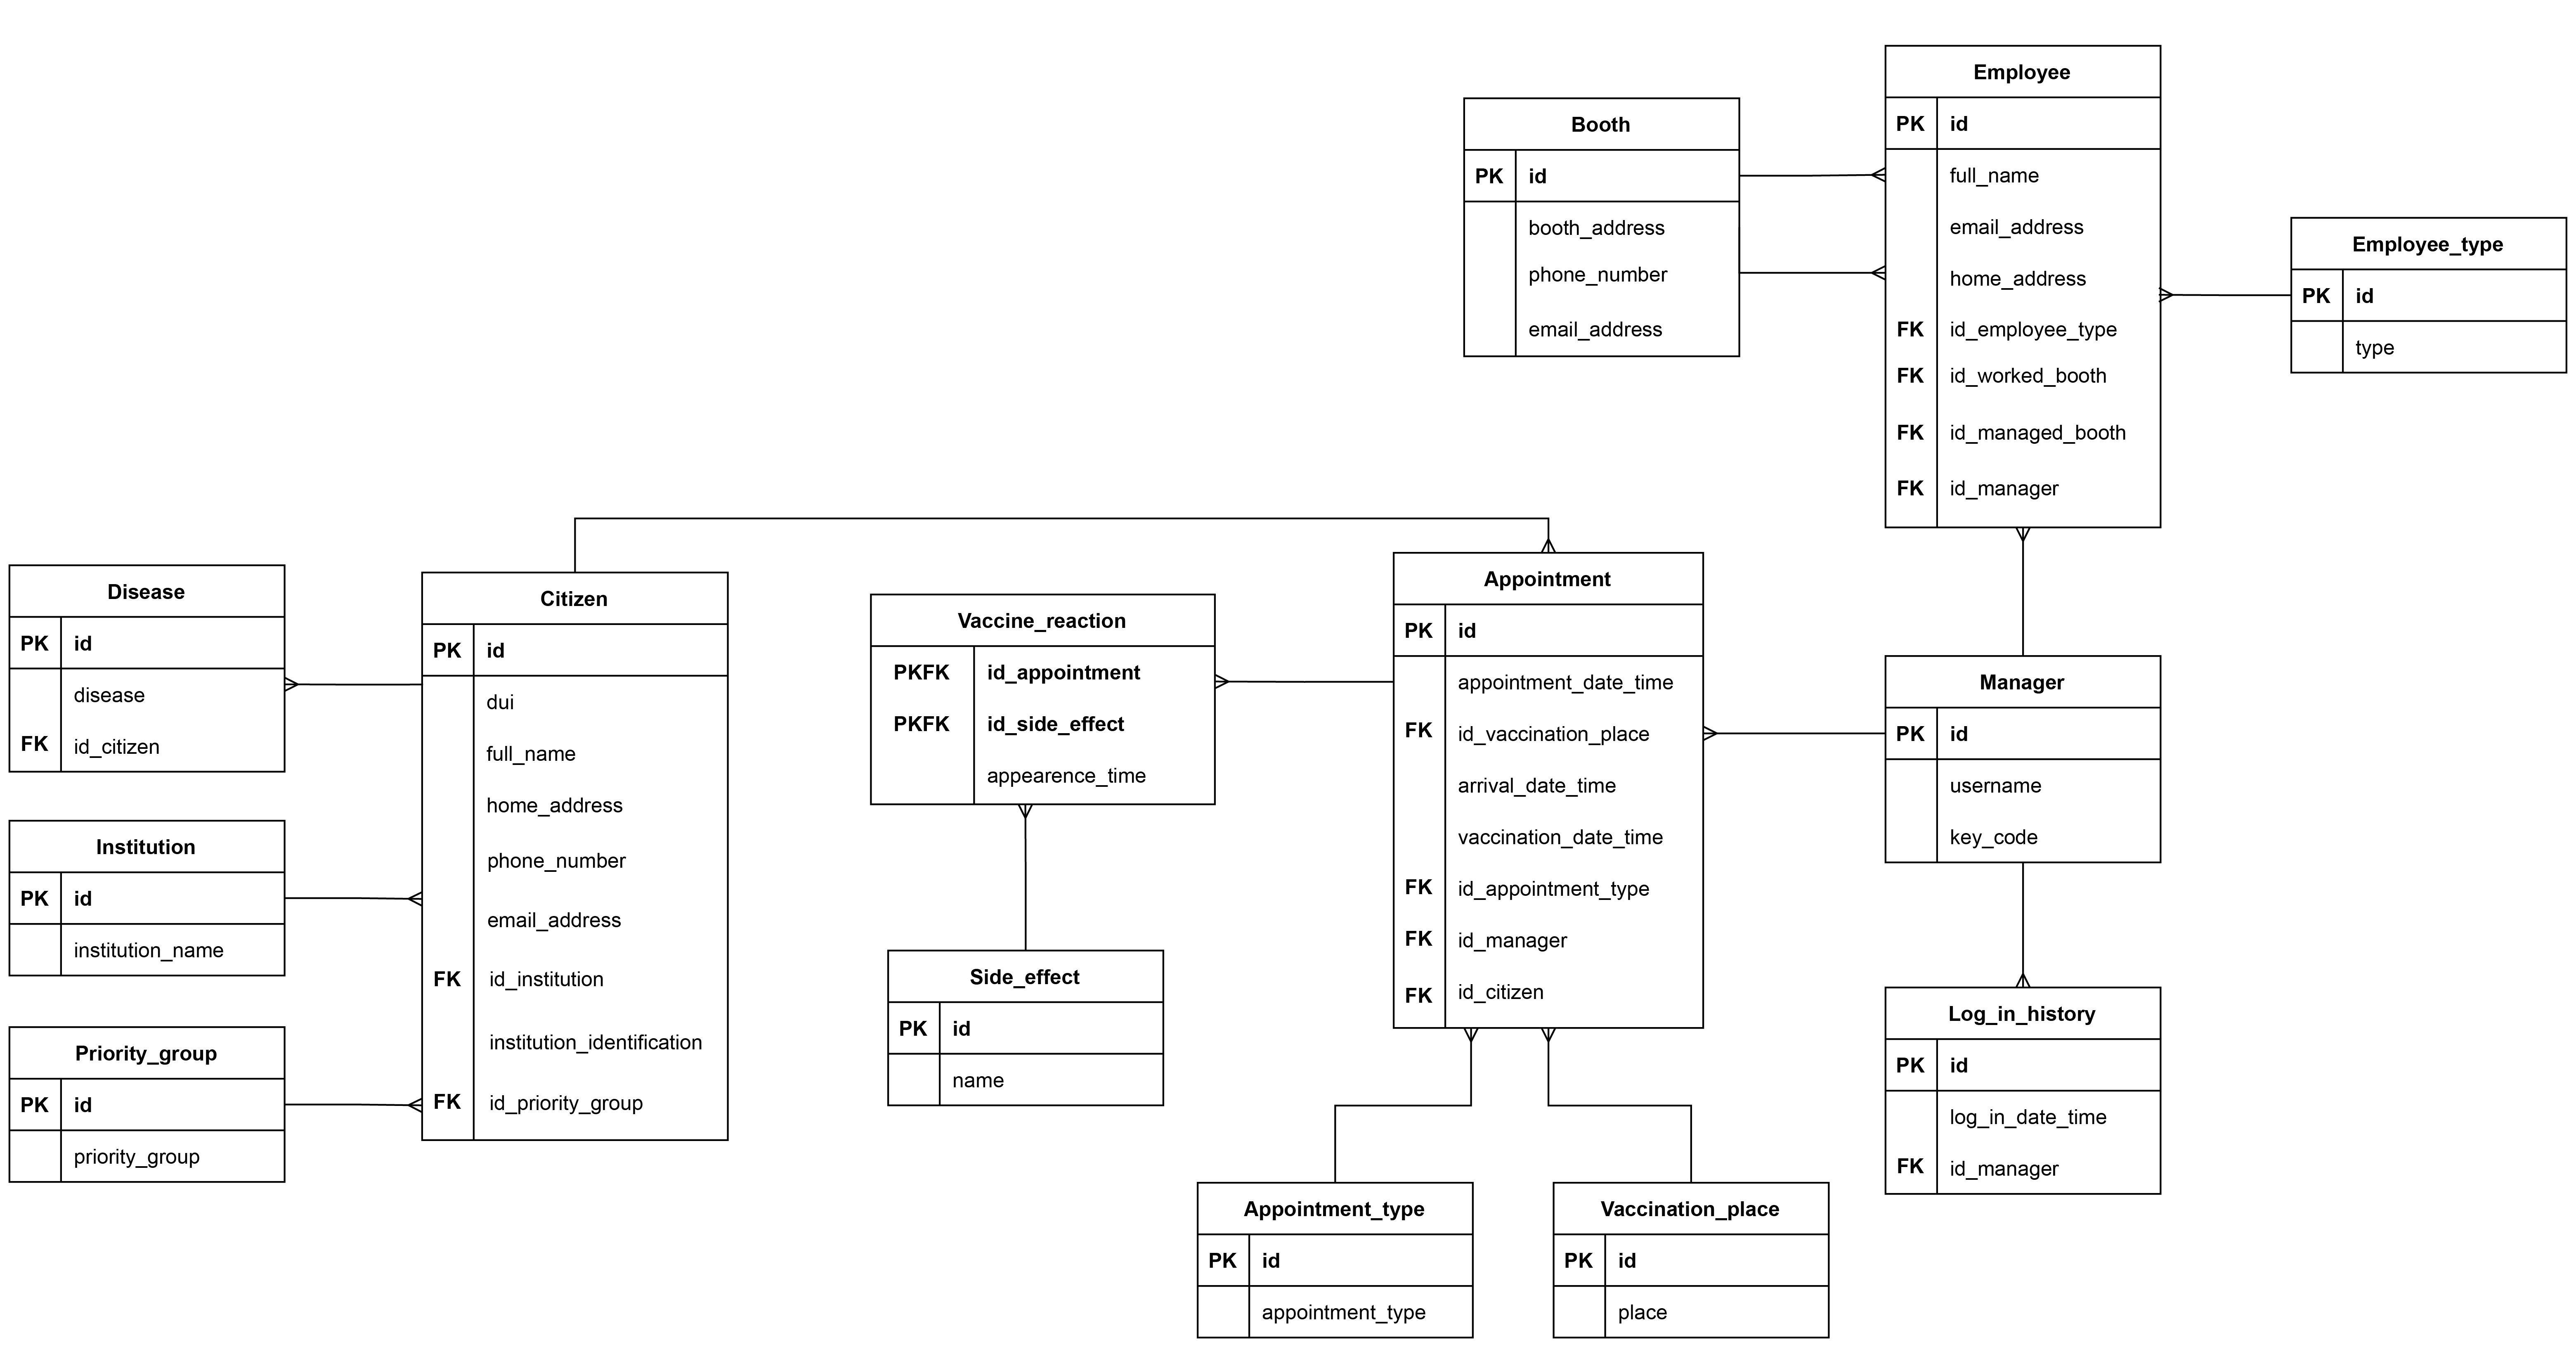 Employee
PK id
full_name
email_address
home_address
FK id_employee_type
FK id_worked_booth
FK id_managed_booth
FK id_manager
Booth
PK id
booth_address
phone_number
email_address
Employee_type
PK id
type
Disease
PK id
disease
FK id_citizen
Citizen
PK id
dui
full_name
home_address
phone_number
email_address
FK id_institution
institution_identification
FK id_priority_group
Vaccine_reaction
PKFK id_appointment
PKFK id_side_effect
appearence_time
Appointment
PK id
appointment_date_time
FK id_vaccination_place
arrival_date_time
vaccination_date_time
FK id_appointment_type
FK id_manager
FK id_citizen
Manager
PK id
username
key_code
Institution
PK id
institution_name
Side_effect
PK id
name
Log_in_history
PK id
log_in_date_time
FK id_manager
Priority_group
PK id
priority_group
Appointment_type
PK id
appointment_type
Vaccination_place
PK id
place